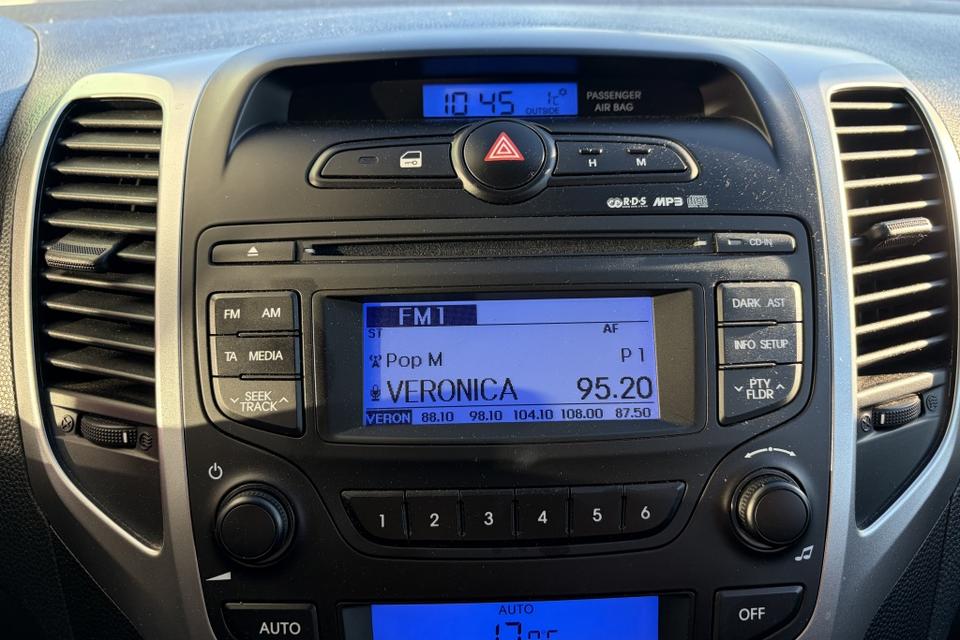 10:45 1°C OUTSIDE
PASSENGER
AIR BAG
H M
R·D·S MP3
CD-IN
FM AM
TA MEDIA
SEEK
TRACK
FM1
ST AF
Pop M P1
VERONICA 95.20
VERON 88.10 98.10 104.10 108.00 87.50
DARK AST
INFO SETUP
PTY
FLDR
1 2 3 4 5 6
AUTO
AUTO
OFF